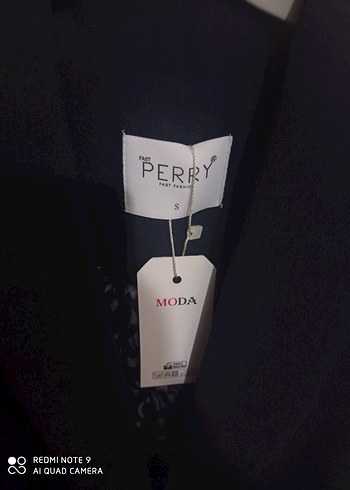 FAST
PERRY®
FAST FASHION
S
MODA
REDMI NOTE 9
AI QUAD CAMERA